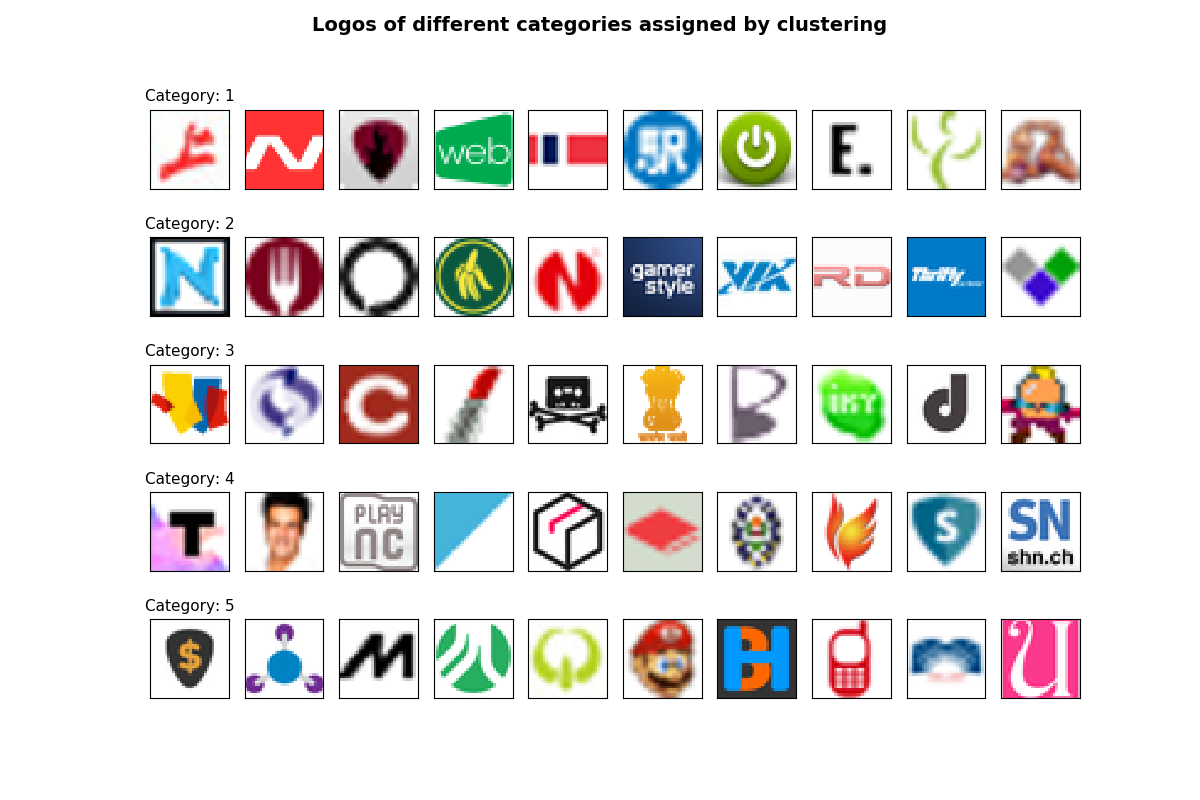 Logos of different categories assigned by clustering
Category: 1
N
web
R
E.
Category: 2
N
N
gamer
style
VIA
RD
Thrifty
Category: 3
C
iKY
d
Category: 4
T
PLAY
NC
S
SN
shn.ch
Category: 5
$
M
BH
U